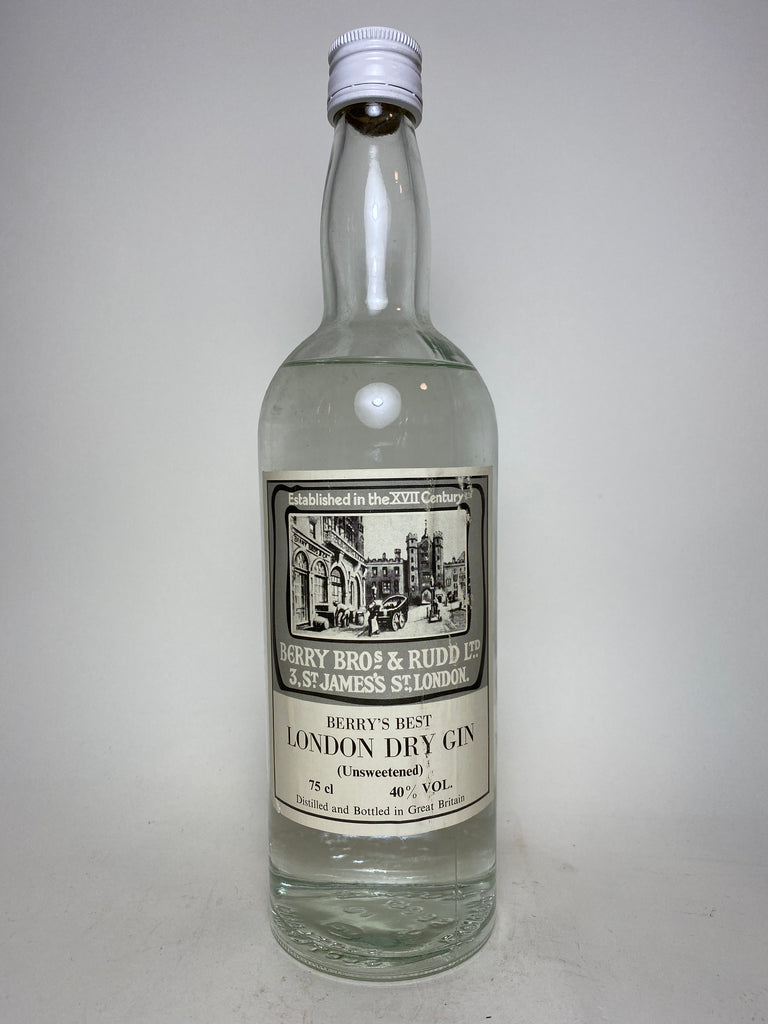 Established in the XVII Century
BERRY BROS & RUDD LTD
3, ST JAMES'S ST, LONDON.
BERRY'S BEST
LONDON DRY GIN
(Unsweetened)
75 cl 40% VOL.
Distilled and Bottled in Great Britain